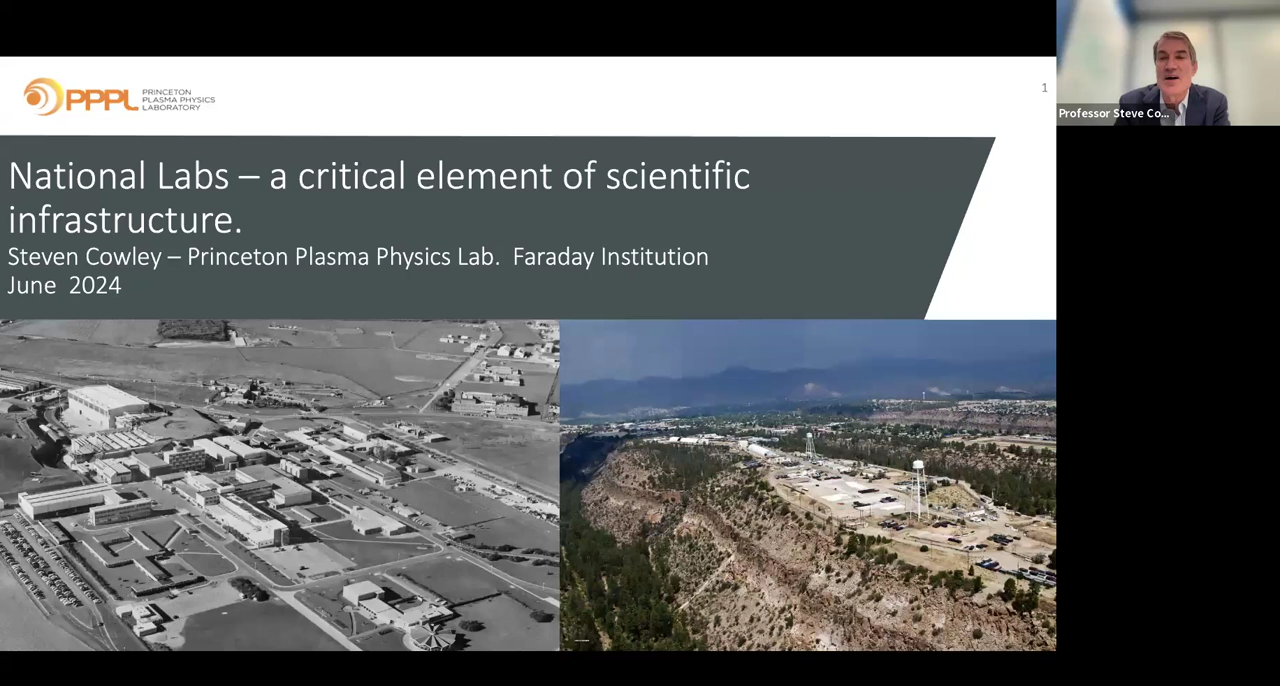 PPPL
PRINCETON
PLASMA PHYSICS
LABORATORY
1
Professor Steve Co...
National Labs – a critical element of scientific
infrastructure.
Steven Cowley – Princeton Plasma Physics Lab.  Faraday Institution
June  2024